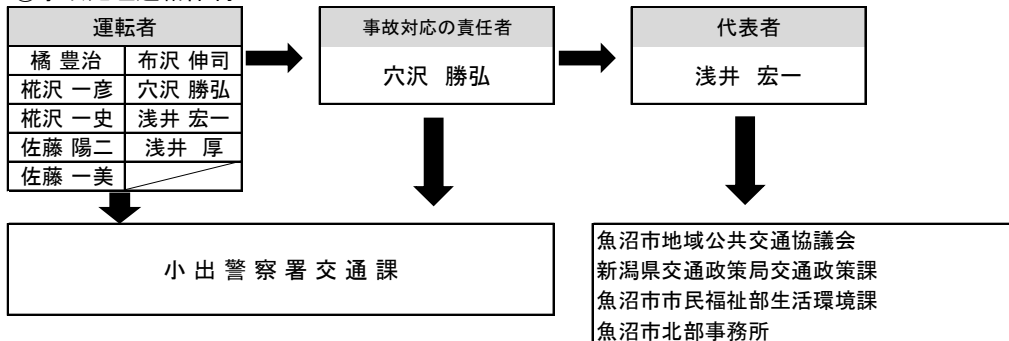 運転者
橘 豊治 布沢 伸司
椛沢 一彦 穴沢 勝弘
椛沢 一史 浅井 宏一
佐藤 陽二 浅井 厚
佐藤 一美
事故対応の責任者
穴沢 勝弘
代表者
浅井 宏一
小出警察署交通課
魚沼市地域公共交通協議会
新潟県交通政策局交通政策課
魚沼市市民福祉部生活環境課
魚沼市北部事務所